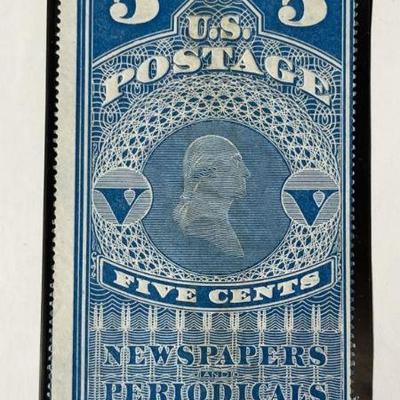 5 5
U.S.
POSTAGE
V V
FIVE CENTS
NEWSPAPERS
AND
PERIODICALS